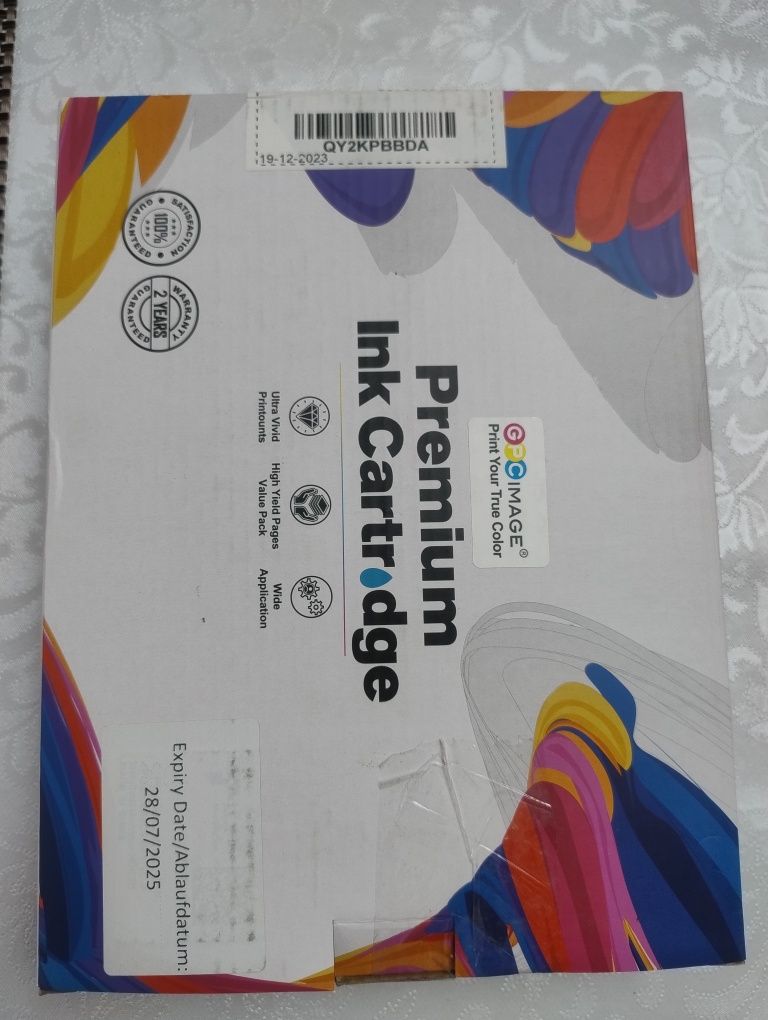 QY2KPBBDA
19-12-2023
SATISFACTION
100%
GUARANTEED
WARRANTY
2 YEARS
GUARANTEED
GPC IMAGE®
Print Your True Color
Premium
Ink Cartridge
Ultra Vivid
Printounts
High Yield Pages
Value Pack
Wide
Application
Expiry Date/Ablaufdatum:
28/07/2025